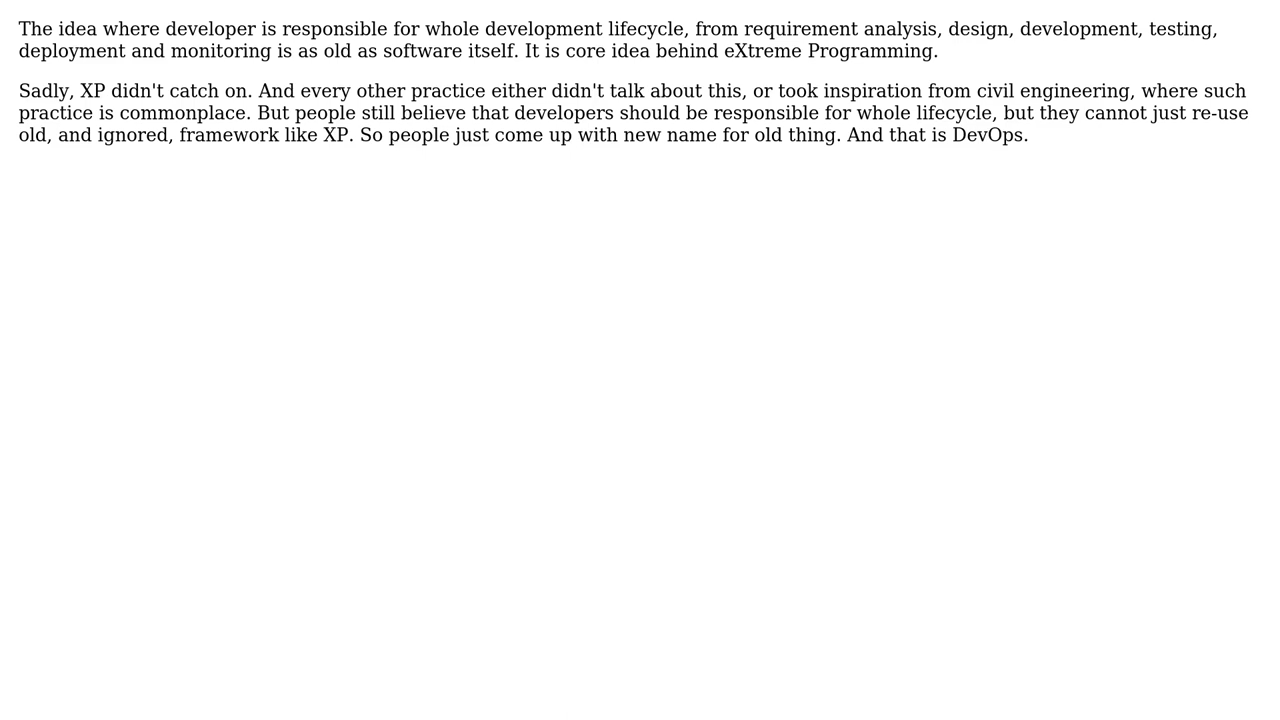 The idea where developer is responsible for whole development lifecycle, from requirement analysis, design, development, testing,
deployment and monitoring is as old as software itself. It is core idea behind eXtreme Programming.
Sadly, XP didn't catch on. And every other practice either didn't talk about this, or took inspiration from civil engineering, where such
practice is commonplace. But people still believe that developers should be responsible for whole lifecycle, but they cannot just re-use
old, and ignored, framework like XP. So people just come up with new name for old thing. And that is DevOps.